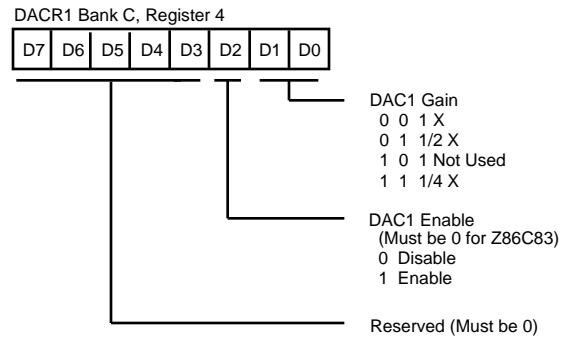 DACR1 Bank C, Register 4
D7 D6 D5 D4 D3 D2 D1 D0
DAC1 Gain
0 0 1 X
0 1 1/2 X
1 0 1 Not Used
1 1 1/4 X
DAC1 Enable
(Must be 0 for Z86C83)
0 Disable
1 Enable
Reserved (Must be 0)